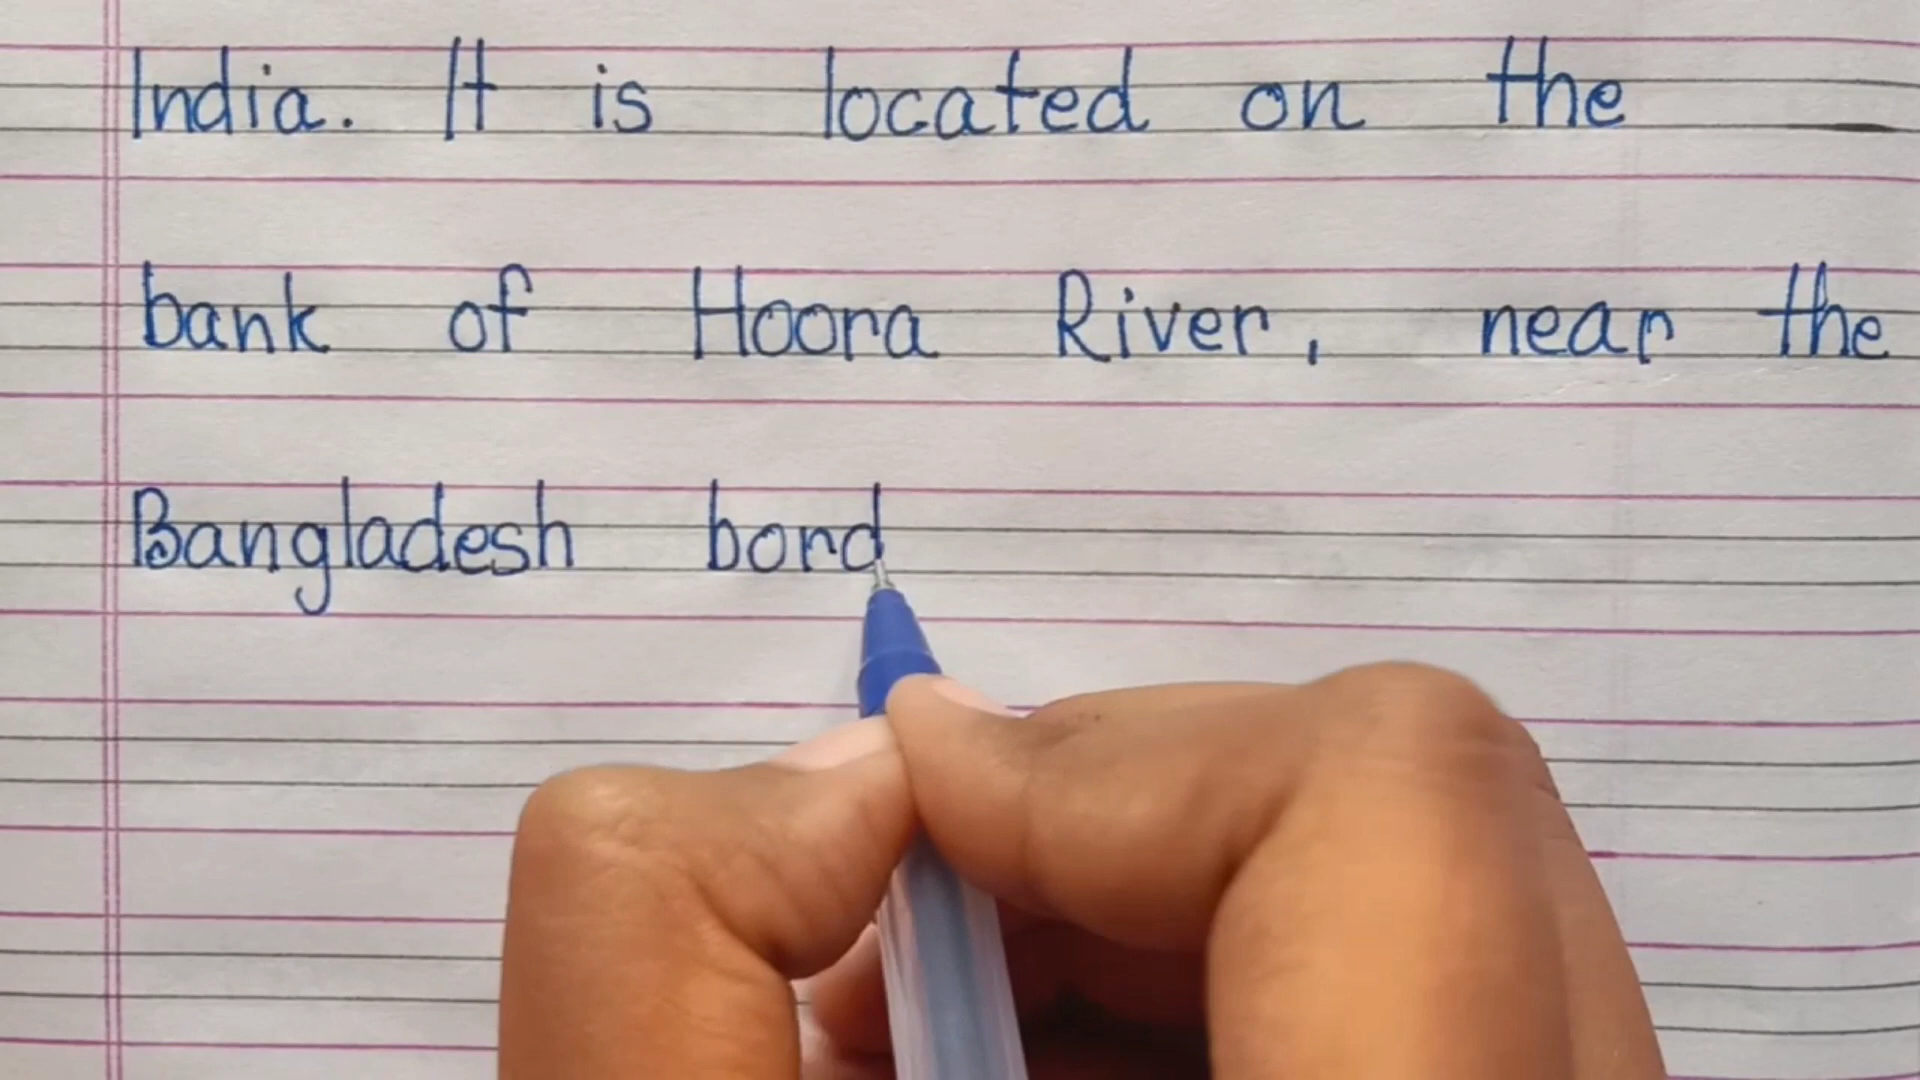 India. It is located on the
bank of Hoora River, near the
Bangladesh bord